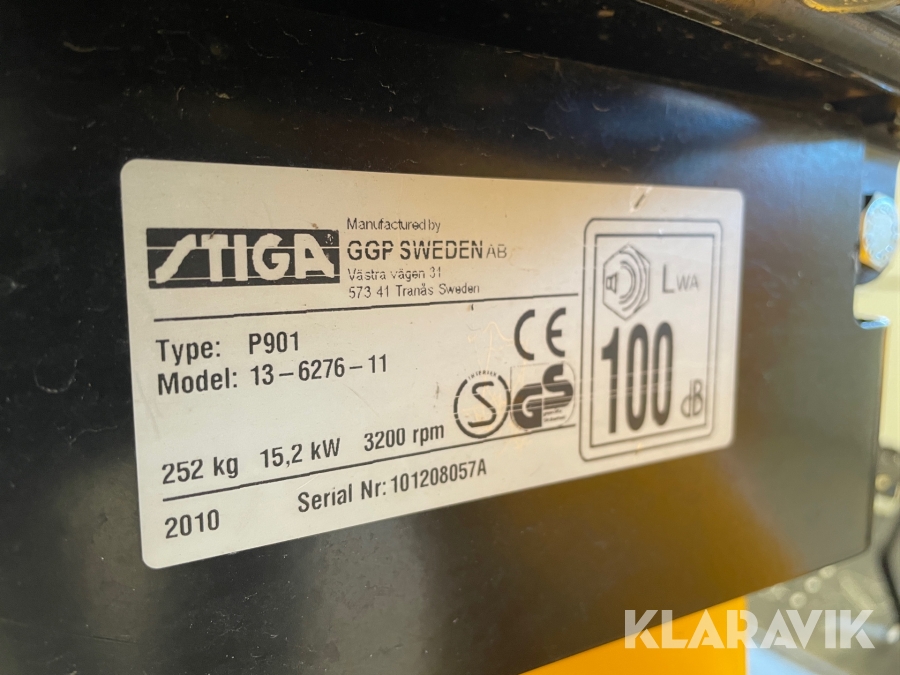 STIGA®
Manufactured by
GGP SWEDEN AB
Västra vägen 31
573 41 Tranås Sweden
Type: P901
Model: 13-6276-11
CE
S
GS
LWA
100 dB
252 kg 15,2 kW 3200 rpm
2010 Serial Nr: 101208057A
KLARAVIK